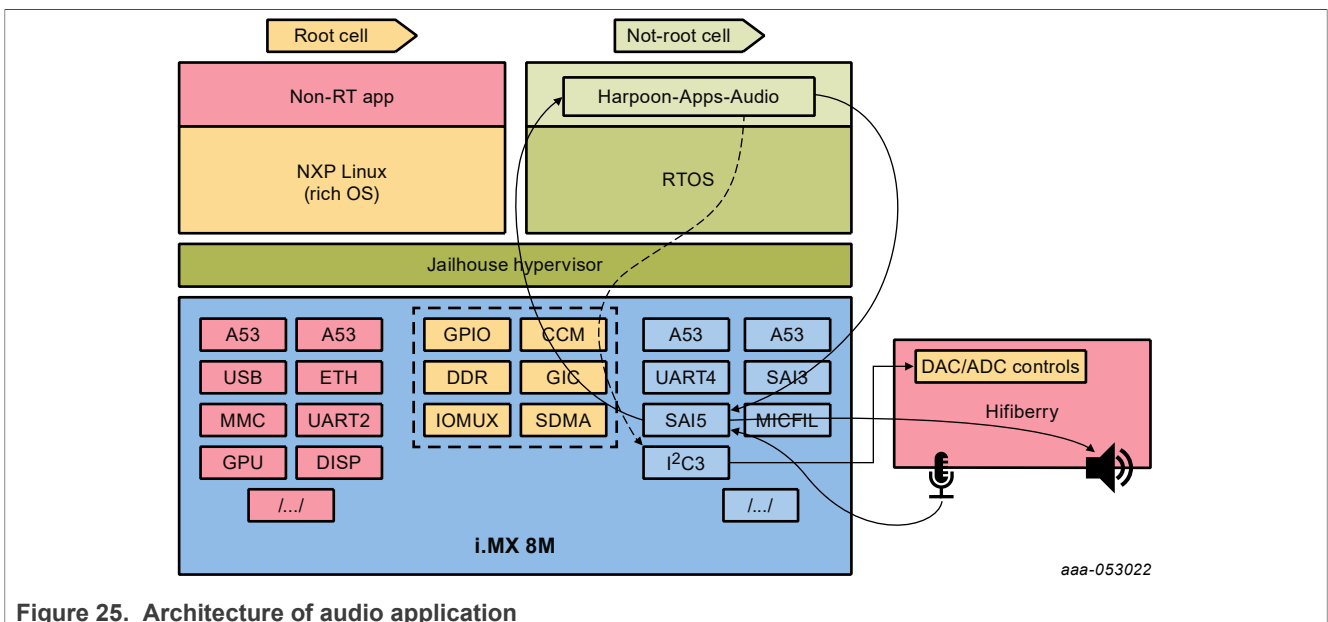 Root cell
Not-root cell
Non-RT app
Harpoon-Apps-Audio
NXP Linux
(rich OS)
RTOS
Jailhouse hypervisor
A53 A53 GPIO CCM A53 A53
USB ETH DDR GIC UART4 SAI3
MMC UART2 IOMUX SDMA SAI5 MICFIL
GPU DISP I²C3
/.../ /.../
i.MX 8M
DAC/ADC controls
Hifiberry
aaa-053022
Figure 25. Architecture of audio application